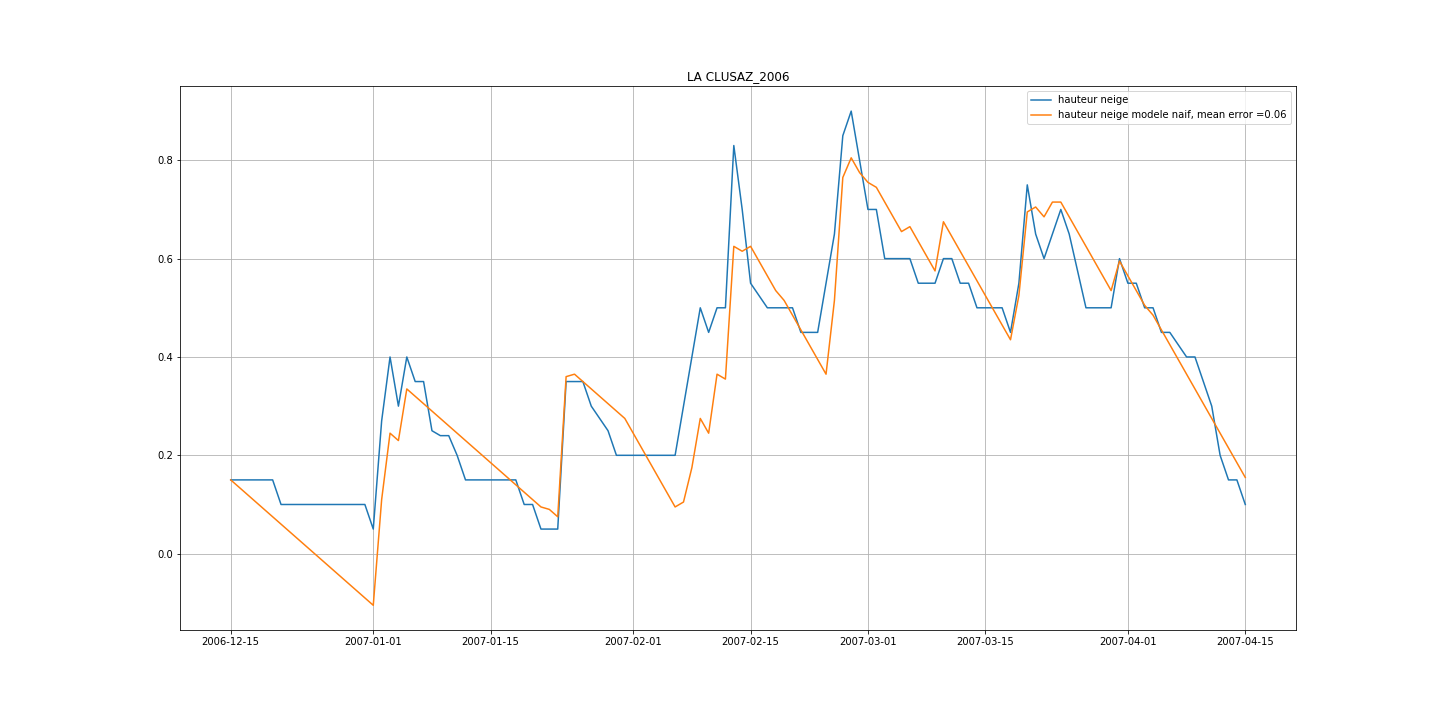 LA CLUSAZ_2006
hauteur neige
hauteur neige modele naif, mean error =0.06
0.8
0.6
0.4
0.2
0.0
2006-12-15 2007-01-01 2007-01-15 2007-02-01 2007-02-15 2007-03-01 2007-03-15 2007-04-01 2007-04-15